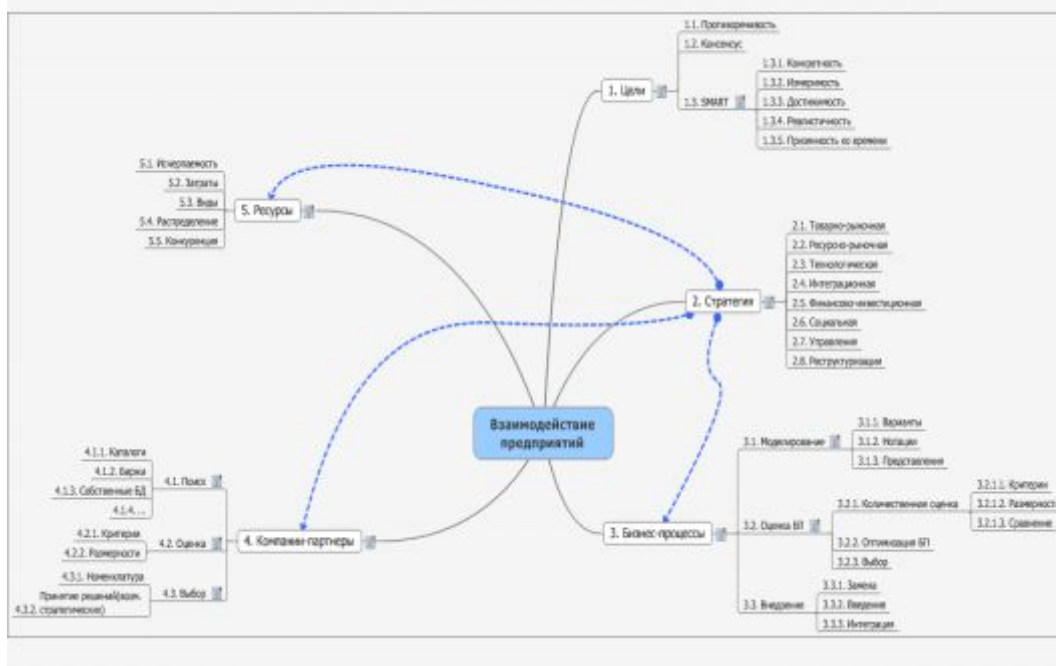 1. Цели
1.1. Противоречивость
1.2. Консенсус
1.3. SMART
1.3.1. Конкретность
1.3.2. Измеримость
1.3.3. Достижимость
1.3.4. Реалистичность
1.3.5. Привязность ко времени
2. Стратегия
2.1. Товарно-рыночная
2.2. Ресурсно-рыночная
2.3. Технологическая
2.4. Интеграционная
2.5. Финансово-инвестиционная
2.6. Социальная
2.7. Управления
2.8. Реструктуризации
Взаимодействие
предприятий
3. Бизнес-процессы
3.1. Моделирование
3.1.1. Варианты
3.1.2. Нотации
3.1.3. Представления
3.2. Оценка БП
3.2.1. Количественная оценка
3.2.1.1. Критерии
3.2.1.2. Размерност
3.2.1.3. Сравнение
3.2.2. Оптимизация БП
3.2.3. Выбор
3.3. Внедрение
3.3.1. Замена
3.3.2. Введение
3.3.3. Интеграция
4. Компании-партнеры
4.1. Поиск
4.1.1. Каталоги
4.1.2. Биржи
4.1.3. Собственные БД
4.1.4. ...
4.2. Оценка
4.2.1. Критерии
4.2.2. Размерности
4.3. Выбор
4.3.1. Номенклатура
Принятие решений(
4.3.2. стратегические)
5. Ресурсы
5.1. Исчерпаемость
5.2. Затраты
5.3. Виды
5.4. Распределение
5.5. Конкуренция